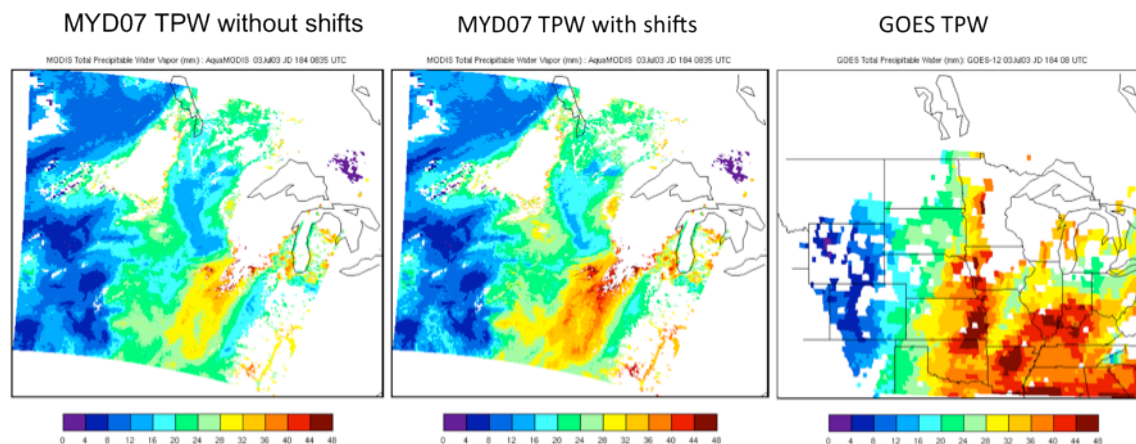 MYD07 TPW without shifts
MYD07 TPW with shifts
GOES TPW
MODIS Total Precipitable Water Vapor (mm.) : AquaMODIS 03Jul03 JD 184 0835 UTC
MODIS Total Precipitable Water Vapor (mm.) : AquaMODIS 03Jul03 JD 184 0835 UTC
GOES Total Precipitable Water (mm): GOES-12 03Jul03 JD 184 08 UTC
0 4 8 12 16 20 24 28 32 36 40 44 48
0 4 8 12 16 20 24 28 32 36 40 44 48
0 4 8 12 16 20 24 28 32 36 40 44 48